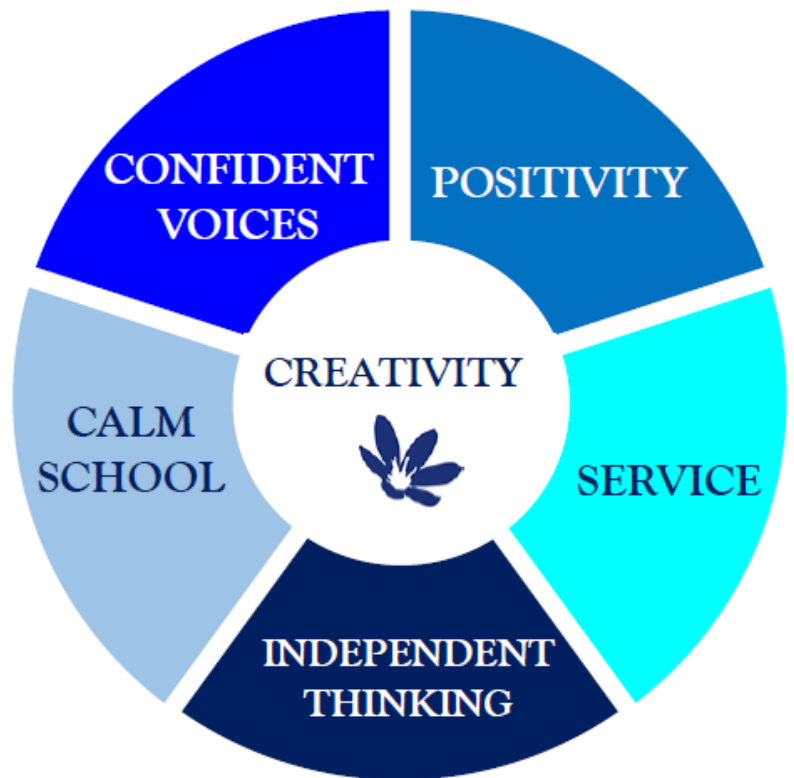 CONFIDENT
VOICES
POSITIVITY
CREATIVITY
CALM
SCHOOL
SERVICE
INDEPENDENT
THINKING